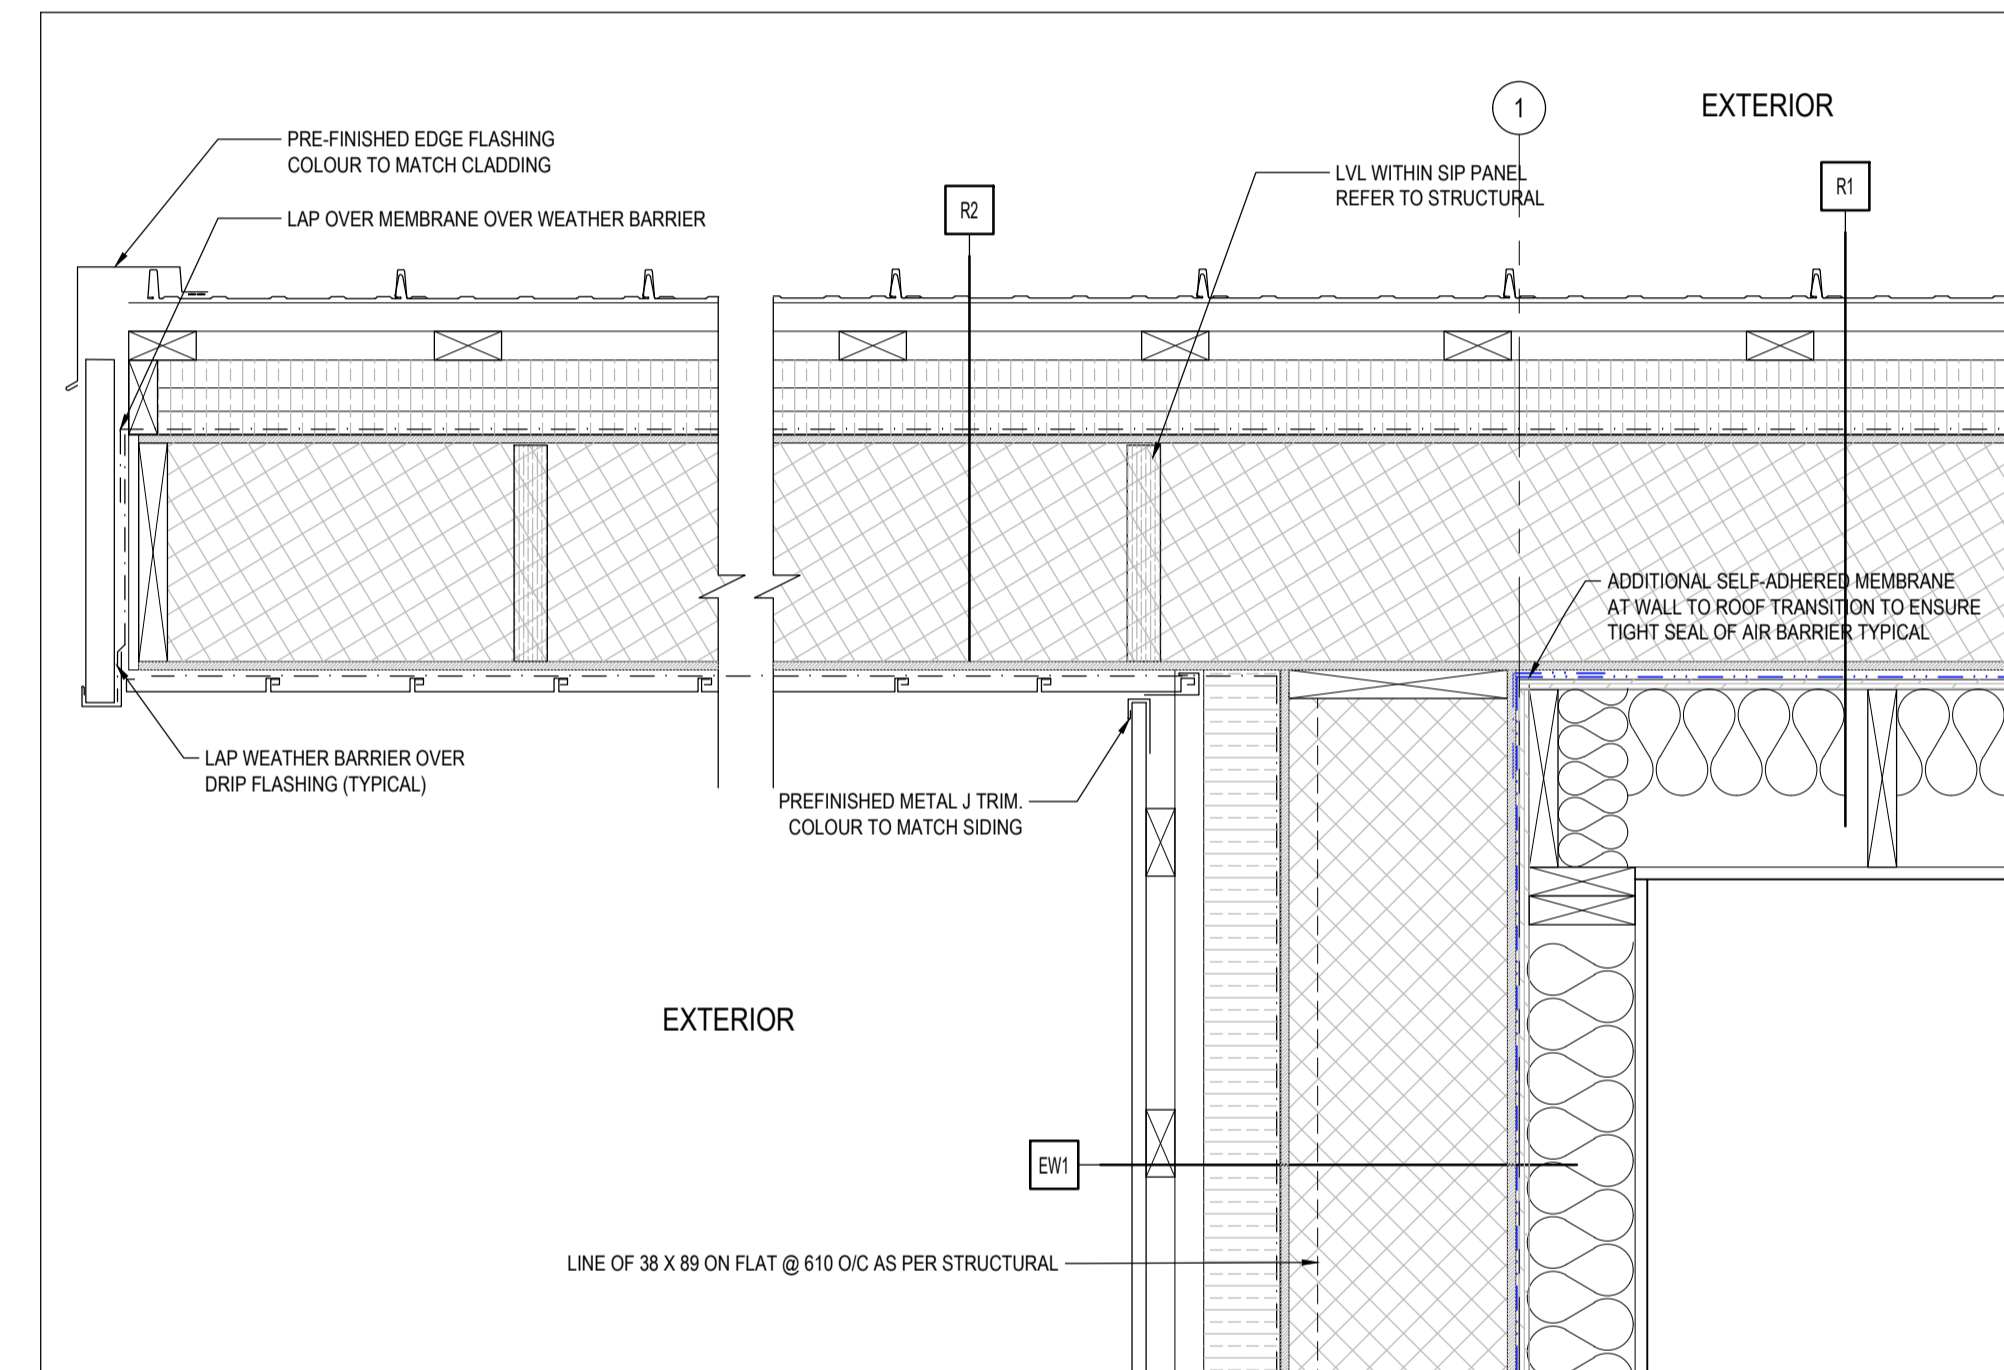 1
EXTERIOR
PRE-FINISHED EDGE FLASHING
COLOUR TO MATCH CLADDING
LVL WITHIN SIP PANEL
REFER TO STRUCTURAL
R1
R2
LAP OVER MEMBRANE OVER WEATHER BARRIER
ADDITIONAL SELF-ADHERED MEMBRANE
AT WALL TO ROOF TRANSITION TO ENSURE
TIGHT SEAL OF AIR BARRIER TYPICAL
LAP WEATHER BARRIER OVER
DRIP FLASHING (TYPICAL)
PREFINISHED METAL J TRIM.
COLOUR TO MATCH SIDING
EXTERIOR
EW1
LINE OF 38 X 89 ON FLAT @ 610 O/C AS PER STRUCTURAL